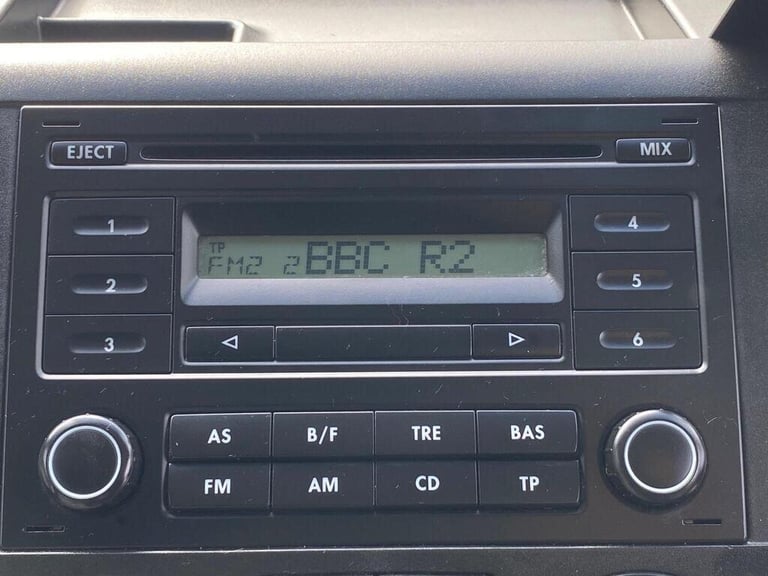 EJECT MIX
1 4
TP
FM2 2 BBC R2
2 5
3 6
AS B/F TRE BAS
FM AM CD TP